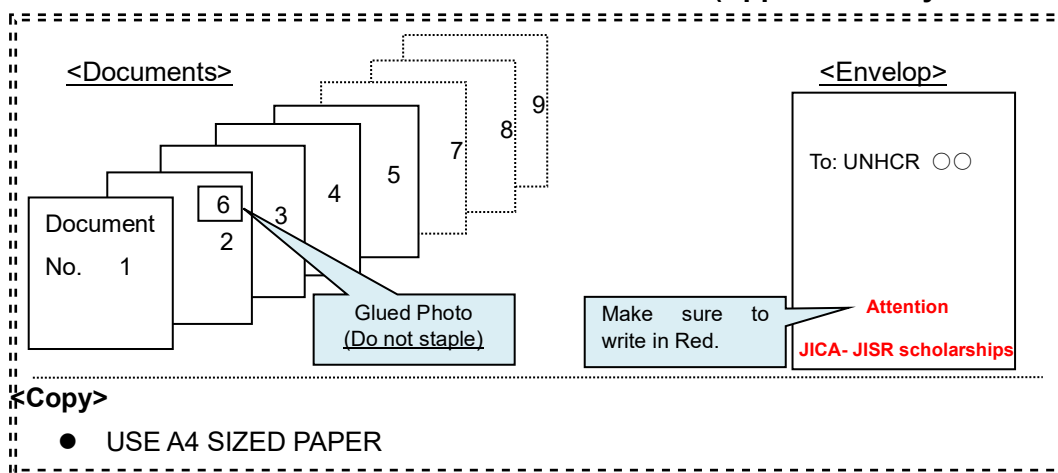 <Documents>
<Envelop>
9
8
7
5
4
3
6
2
Document
No. 1
Glued Photo
(Do not staple)
To: UNHCR ○○
Make sure to
write in Red.
Attention
JICA- JISR scholarships
<Copy>
● USE A4 SIZED PAPER